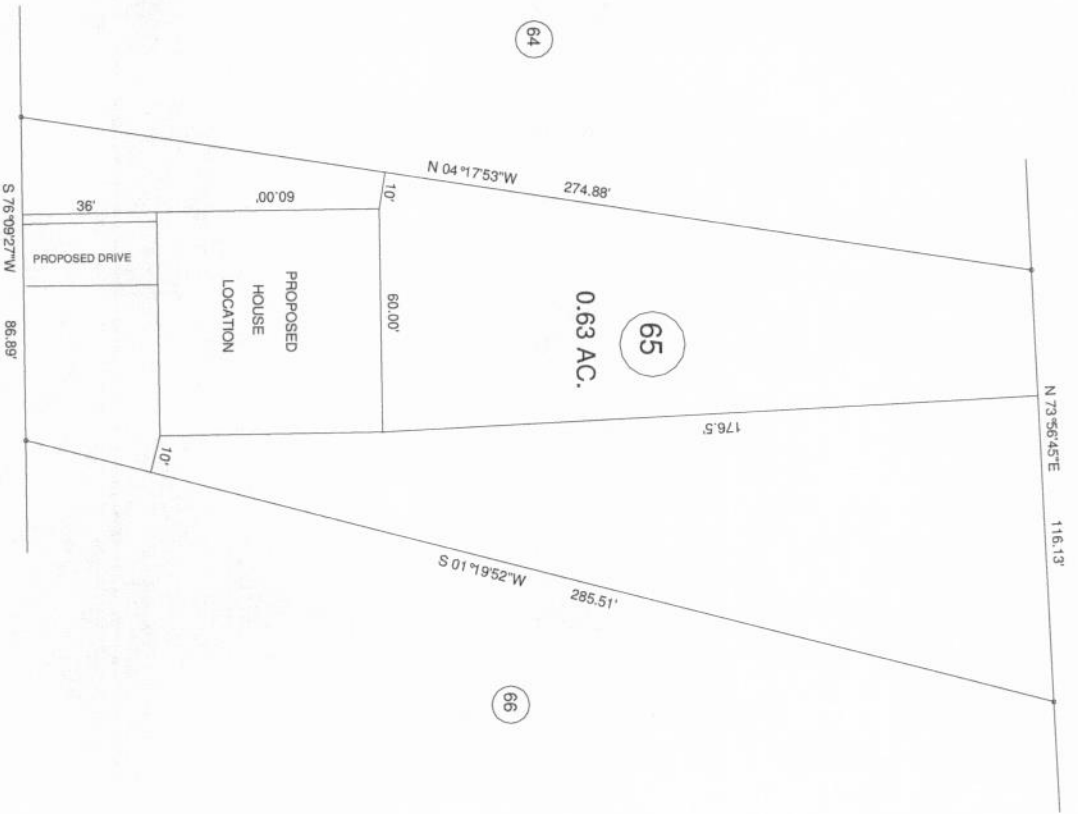 64
N 04°17'53"W 274.88'
10'
60.00'
36'
PROPOSED DRIVE
S 76°09'27"W 86.89'
PROPOSED
HOUSE
LOCATION
60.00'
65
0.63 AC.
N 73°56'45"E 116.13'
176.5'
10'
S 01°19'52"W 285.51'
66